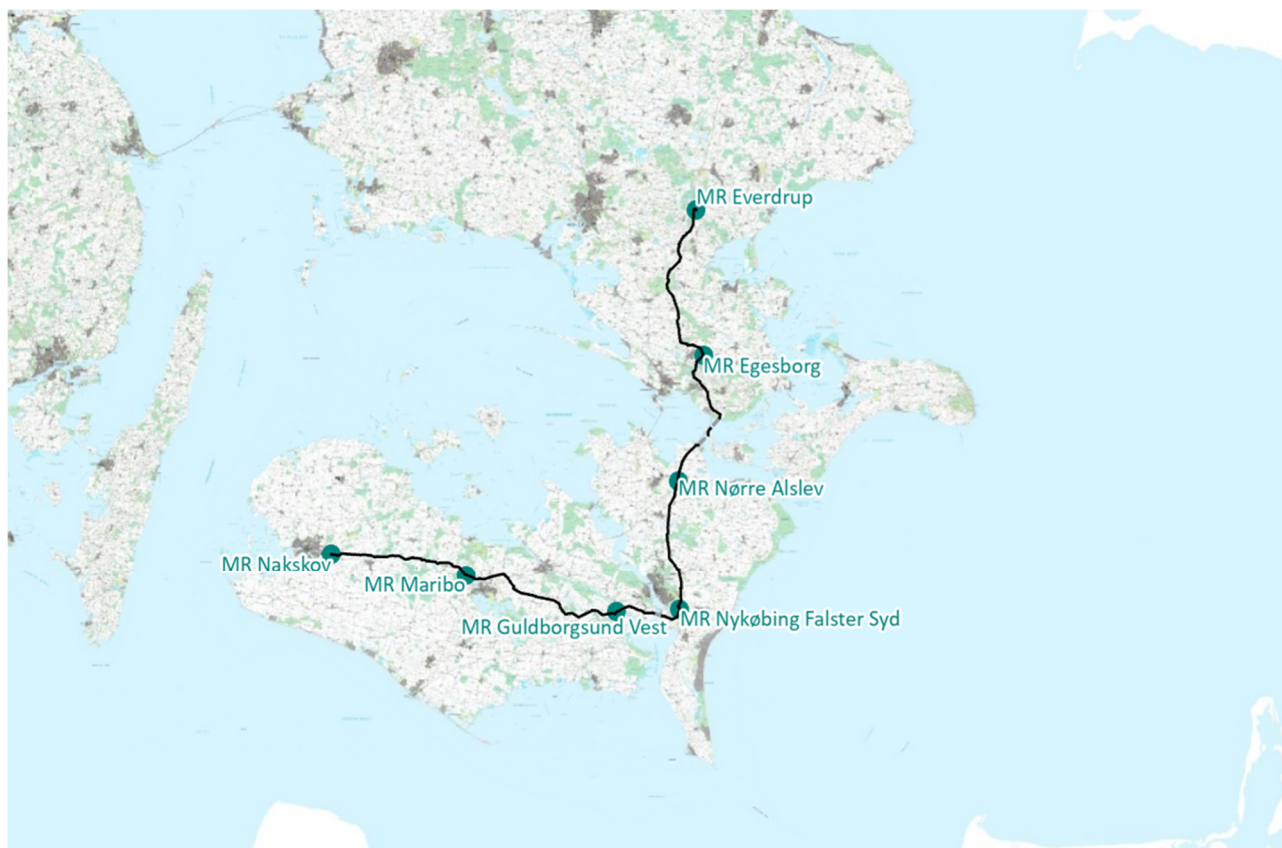 MR Everdrup
MR Egesborg
MR Nørre Alslev
MR Nakskov
MR Maribo
MR Guldborgsund Vest
MR Nykøbing Falster Syd